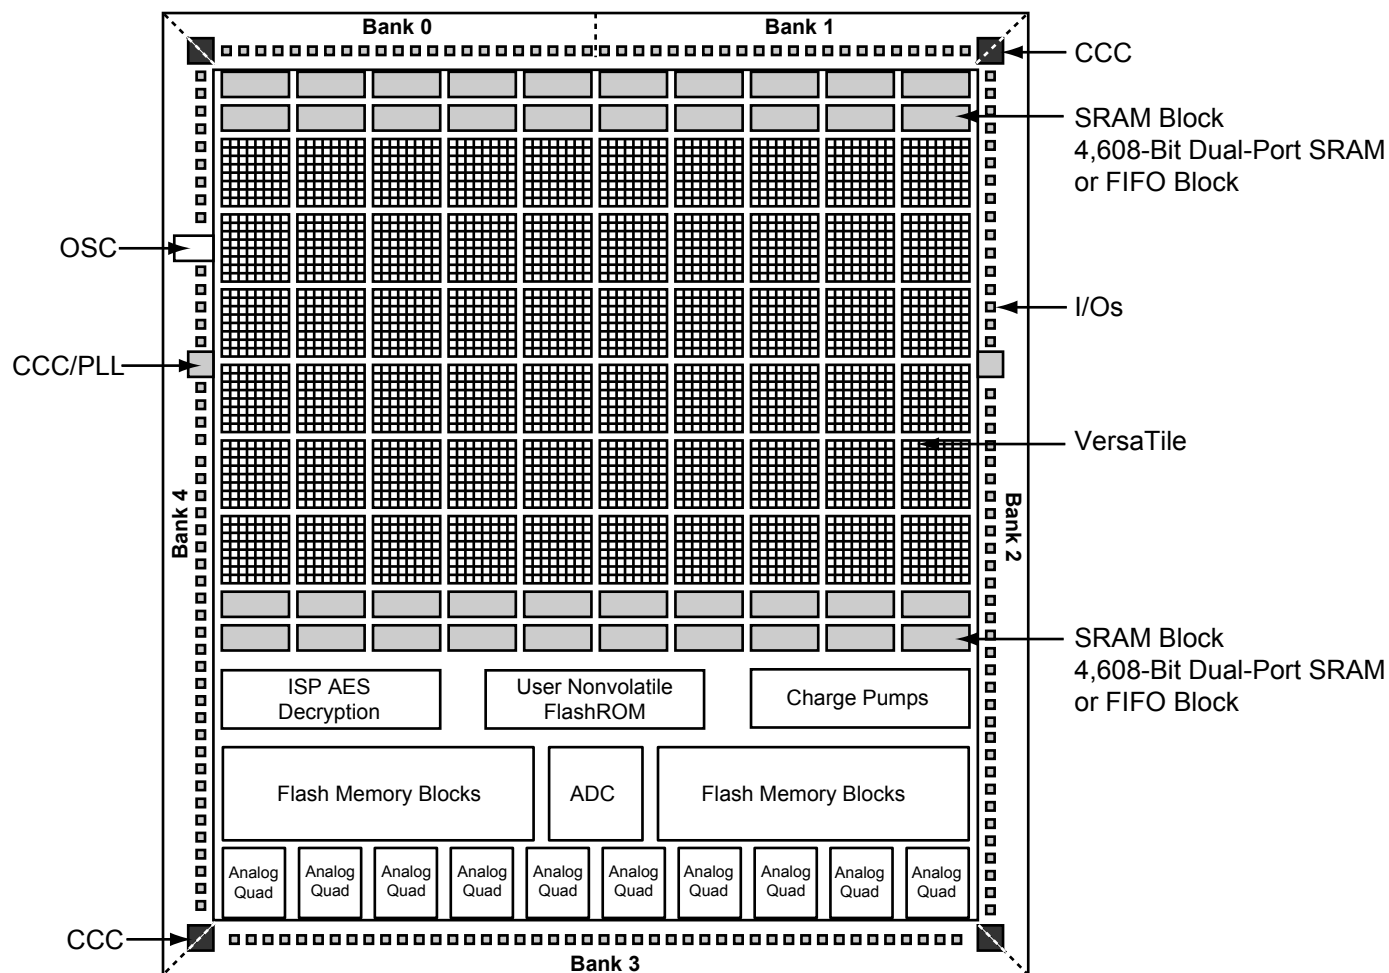 Bank 0
Bank 1
CCC
SRAM Block
4,608-Bit Dual-Port SRAM
or FIFO Block
OSC
I/Os
CCC/PLL
VersaTile
Bank 4
Bank 2
SRAM Block
4,608-Bit Dual-Port SRAM
or FIFO Block
ISP AES
Decryption
User Nonvolatile
FlashROM
Charge Pumps
Flash Memory Blocks
ADC
Flash Memory Blocks
Analog
Quad
Analog
Quad
Analog
Quad
Analog
Quad
Analog
Quad
Analog
Quad
Analog
Quad
Analog
Quad
Analog
Quad
Analog
Quad
CCC
Bank 3